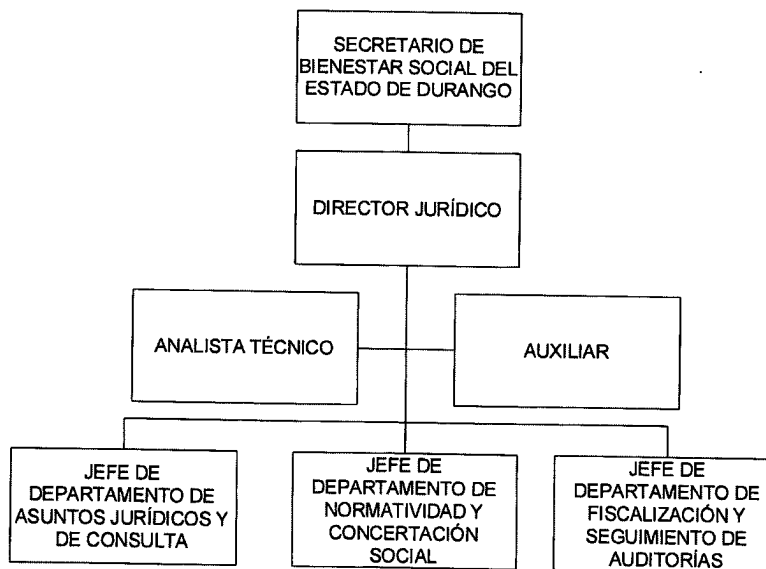 SECRETARIO DE
BIENESTAR SOCIAL DEL
ESTADO DE DURANGO
DIRECTOR JURÍDICO
ANALISTA TÉCNICO
AUXILIAR
JEFE DE
DEPARTAMENTO DE
ASUNTOS JURÍDICOS Y
DE CONSULTA
JEFE DE
DEPARTAMENTO DE
NORMATIVIDAD Y
CONCERTACIÓN
SOCIAL
JEFE DE
DEPARTAMENTO DE
FISCALIZACIÓN Y
SEGUIMIENTO DE
AUDITORÍAS